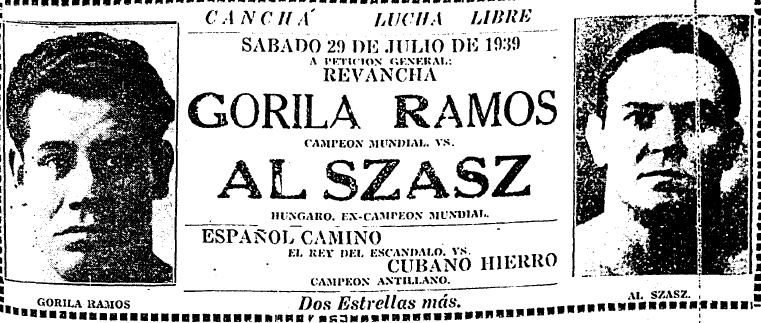 CANCHA LUCHA LIBRE
SABADO 29 DE JULIO DE 1939
A PETICION GENERAL:
REVANCHA
GORILA RAMOS
CAMPEON MUNDIAL. VS.
AL SZASZ
HUNGARO, EX-CAMPEON MUNDIAL.
ESPAÑOL CAMINO
EL REY DEL ESCANDALO, VS.
CUBANO HIERRO
CAMPEON ANTILLANO.
Dos Estrellas más.
GORILA RAMOS
AL SZASZ.